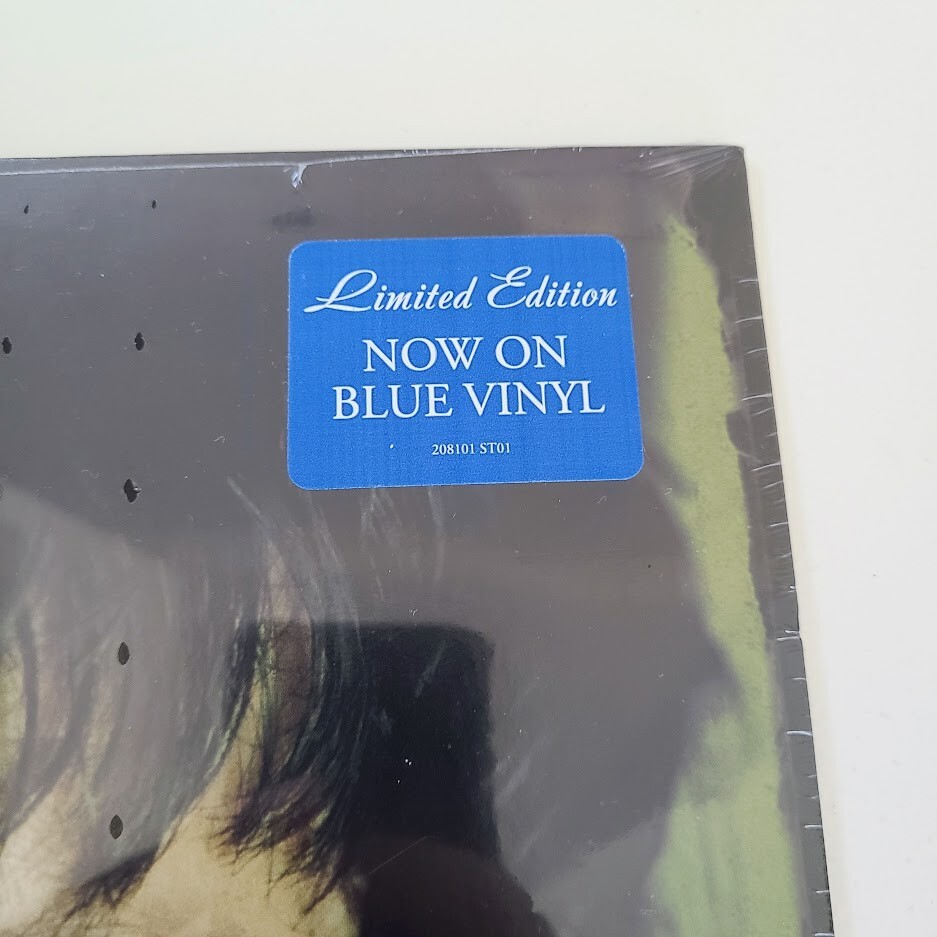 Limited Edition
NOW ON
BLUE VINYL
208101 ST01